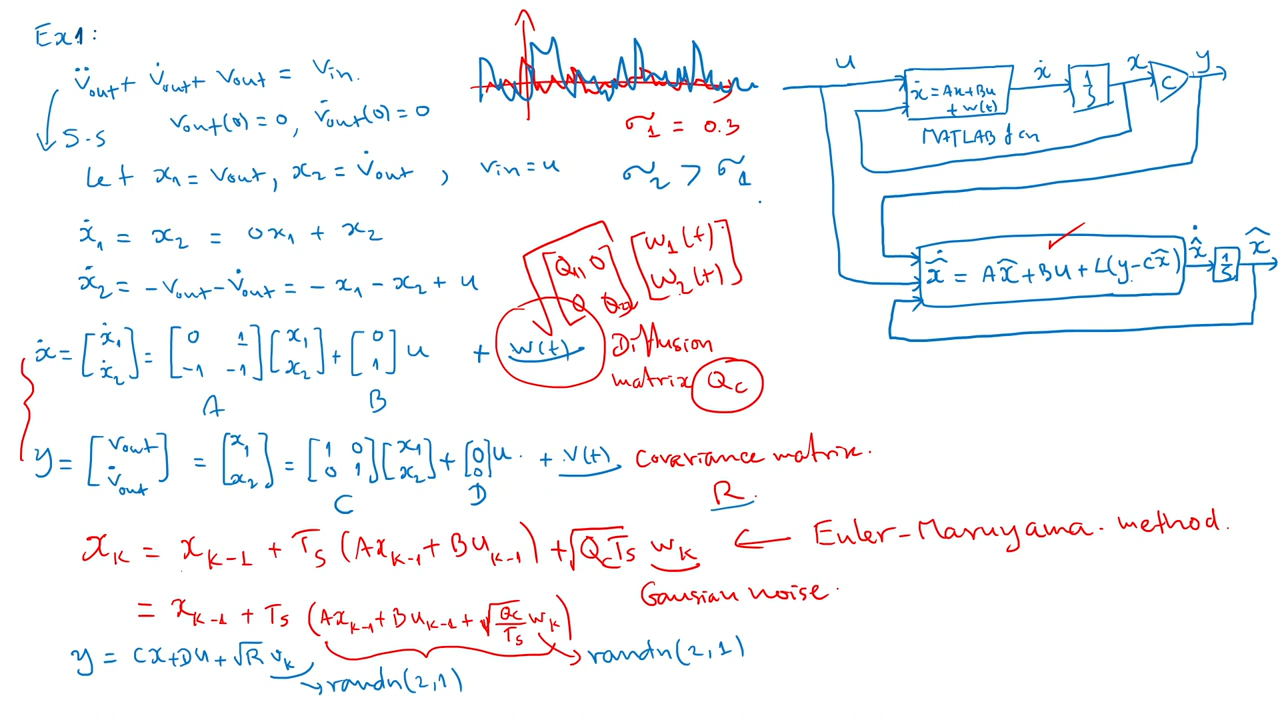 Ex1:
v̈out + v̇out + vout = vin.
vout(0) = 0, v̇out(0) = 0
S-S
Let x1 = vout, x2 = v̇out, vin = u
ẋ1 = x2 = 0x1 + x2
ẋ2 = -vout - v̇out = -x1 - x2 + u
ẋ = [ẋ1 ; ẋ2] = [0 1 ; -1 -1] [x1 ; x2] + [0 ; 1] u + w(t)
A B
y = [vout ; v̇out] = [x1 ; x2] = [1 0 ; 0 1] [x1 ; x2] + [0 ; 0] u + v(t) Covariance matrix.
C D R.
σ1 = 0.3
σ2 > σ1
√[Q11 0 ; Q Q2] [w1(t) ; w2(t)]
Diffusion
matrix Qc
xk = xk-1 + Ts (Axk-1 + Buk-1) + √QcTs wk ← Euler-Maruyama method.
Gausian noise.
= xk-1 + Ts (Axk-1 + Buk-1 + √Qc/Ts wk)
→ randn(2,1)
y = Cx + Du + √R vk
→ randn(2,1)
u
ẋ = Ax + Bu
+ w(t)
ẋ
1/s
x
C
y
MATLAB fcn
x̂̇ = Ax̂ + Bu + L(y - Cx̂)
x̂̇
1/s
x̂